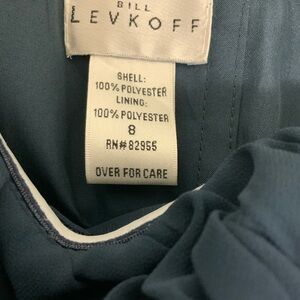 BILL
LEVKOFF
SHELL:
100% POLYESTER
LINING:
100% POLYESTER
8
RN#82955
OVER FOR CARE